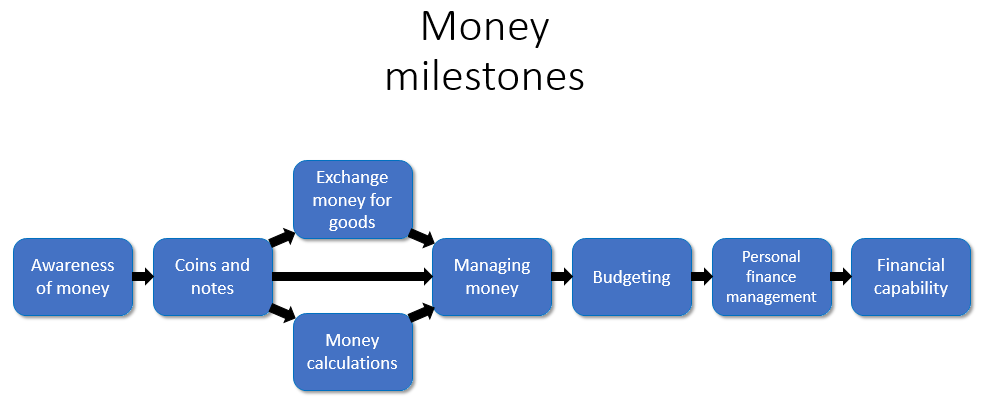 Money
milestones
Awareness
of money
Coins and
notes
Exchange
money for
goods
Money
calculations
Managing
money
Budgeting
Personal
finance
management
Financial
capability